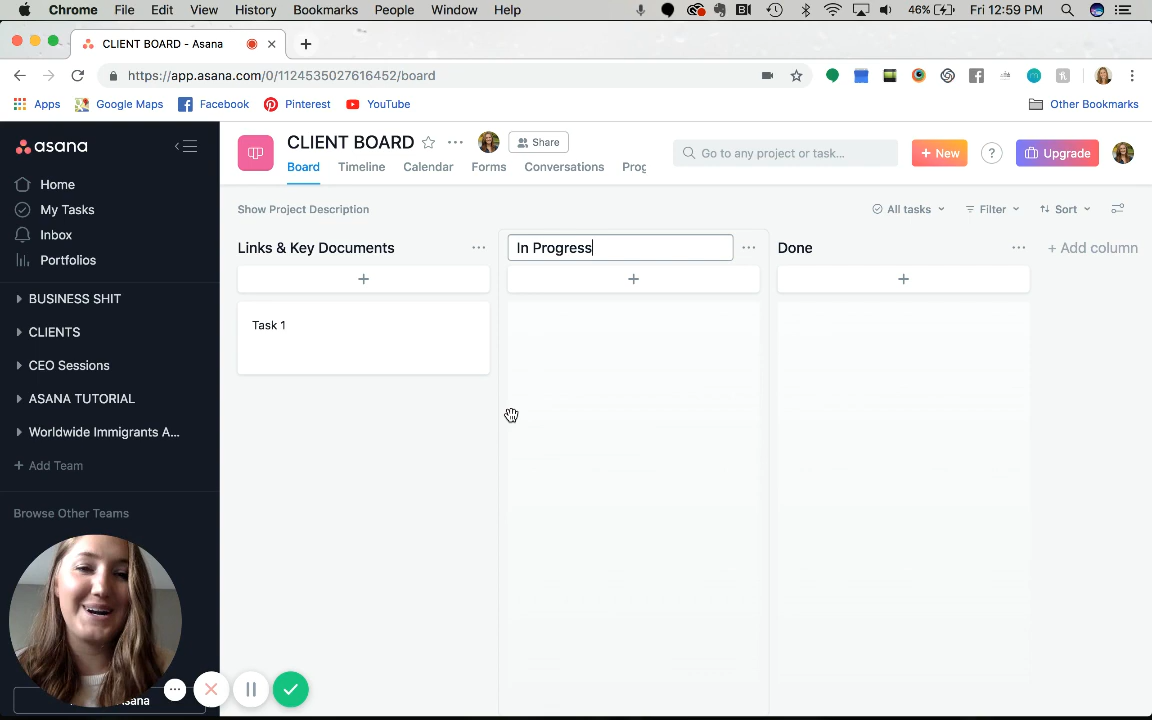 Chrome File Edit View History Bookmarks People Window Help 46% Fri 12:59 PM
CLIENT BOARD - Asana
https://app.asana.com/0/1124535027616452/board
Apps Google Maps Facebook Pinterest YouTube Other Bookmarks
asana
Home
My Tasks
Inbox
Portfolios
BUSINESS SHIT
CLIENTS
CEO Sessions
ASANA TUTORIAL
Worldwide Immigrants A...
+ Add Team
Browse Other Teams
asana
CLIENT BOARD
Share
Go to any project or task...
+ New
?
Upgrade
Board Timeline Calendar Forms Conversations Prog
Show Project Description
All tasks Filter Sort
Links & Key Documents
In Progress
Done
+ Add column
+ + +
Task 1